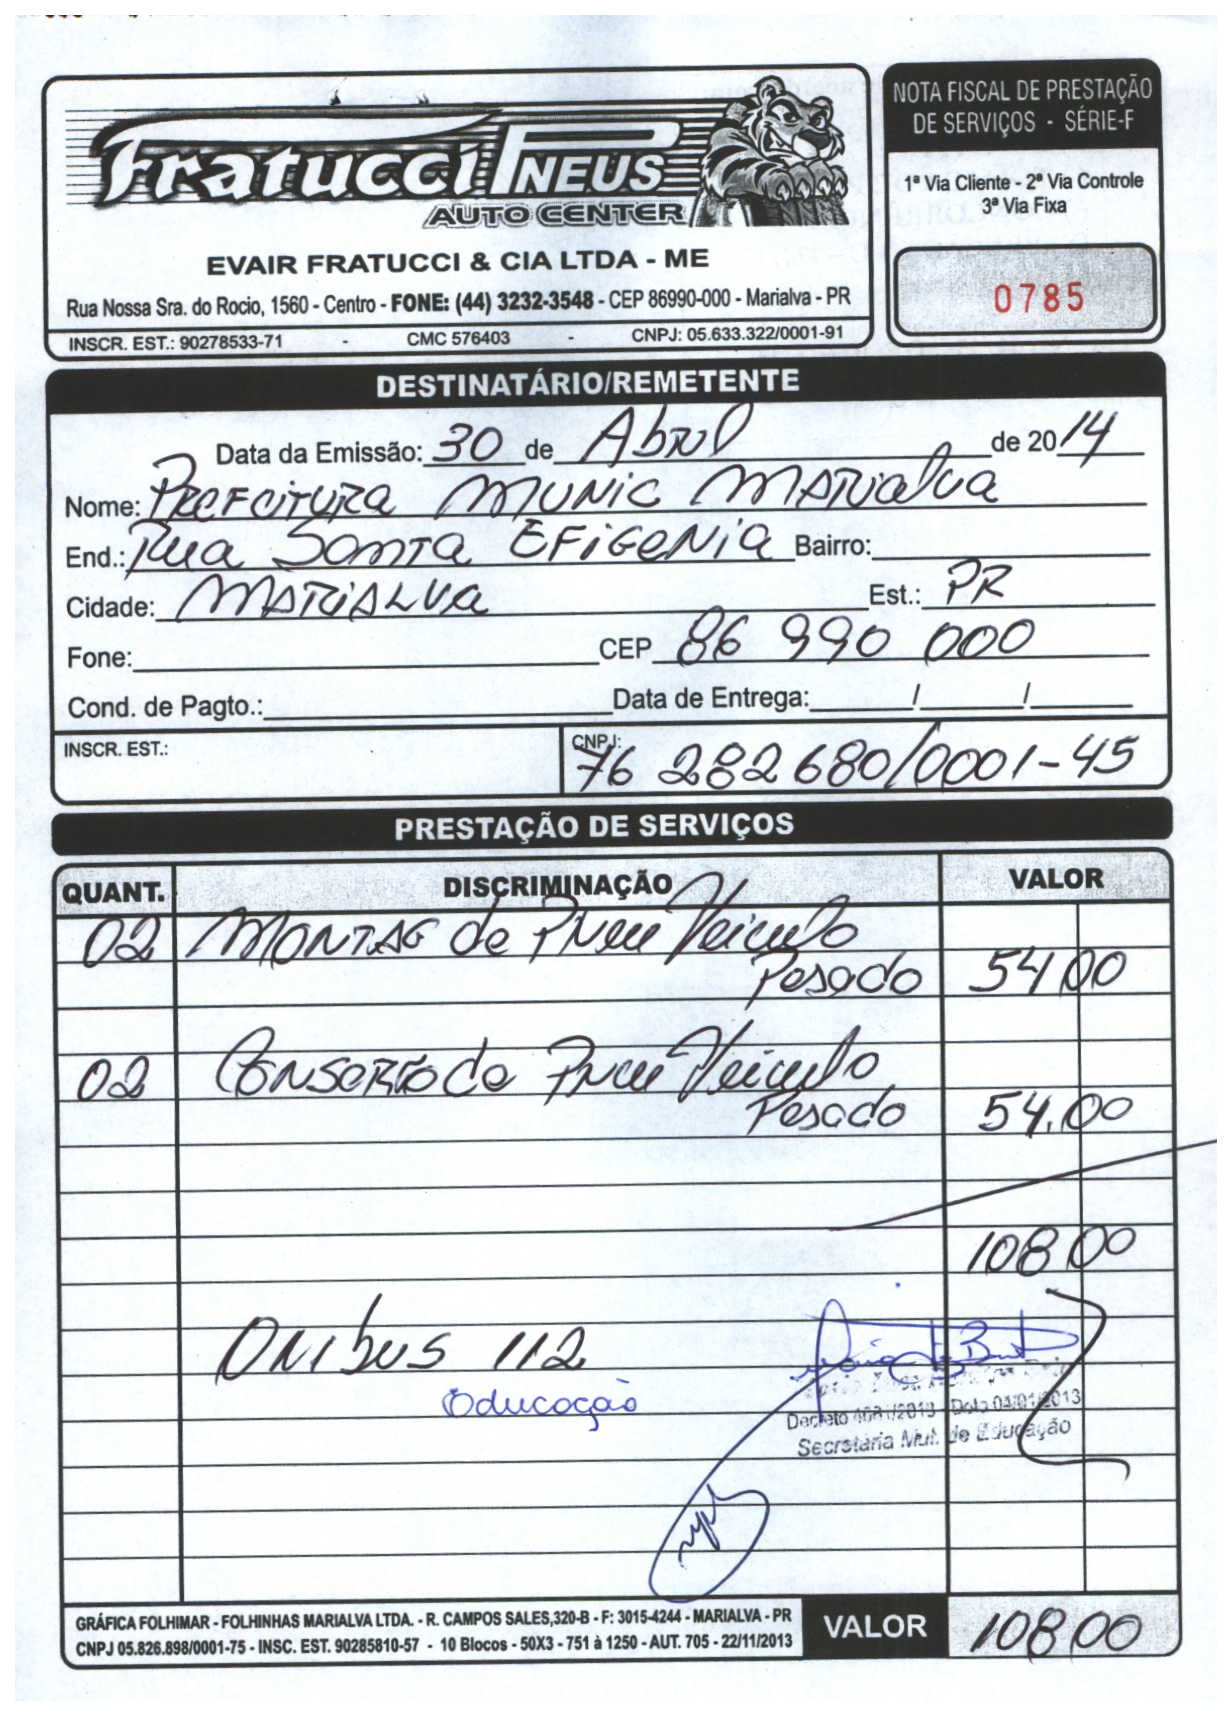 Fratucci PNEUS
AUTO CENTER
EVAIR FRATUCCI & CIA LTDA - ME
Rua Nossa Sra. do Rocio, 1560 - Centro - FONE: (44) 3232-3548 - CEP 86990-000 - Marialva - PR
INSCR. EST.: 90278533-71 - CMC 576403 - CNPJ: 05.633.322/0001-91
NOTA FISCAL DE PRESTAÇÃO
DE SERVIÇOS - SÉRIE-F
1ª Via Cliente - 2ª Via Controle
3ª Via Fixa
0785
DESTINATÁRIO/REMETENTE
Data da Emissão: 30 de Abril de 2014
Nome: Prefeitura Munic Marialva
End.: Rua Santa Efigenia Bairro:
Cidade: Marialva Est.: PR
Fone: CEP 86 990 000
Cond. de Pagto.: Data de Entrega: / /
INSCR. EST.: CNPJ: 76 282 680/0001-45
PRESTAÇÃO DE SERVIÇOS
QUANT. DISCRIMINAÇÃO VALOR
02 Montag de Pneu Veiculo
Pesado 54,00
02 Conserto de Pneu Veiculo
Pesado 54,00
108,00
Onibus 112
Educação
Decreto /2013 - Data 04/01/2013
Secretária Mul. de Educação
GRÁFICA FOLHIMAR - FOLHINHAS MARIALVA LTDA. - R. CAMPOS SALES,320-B - F: 3015-4244 - MARIALVA - PR
CNPJ 05.826.898/0001-75 - INSC. EST. 90285810-57 - 10 Blocos - 50X3 - 751 à 1250 - AUT. 705 - 22/11/2013
VALOR 108,00